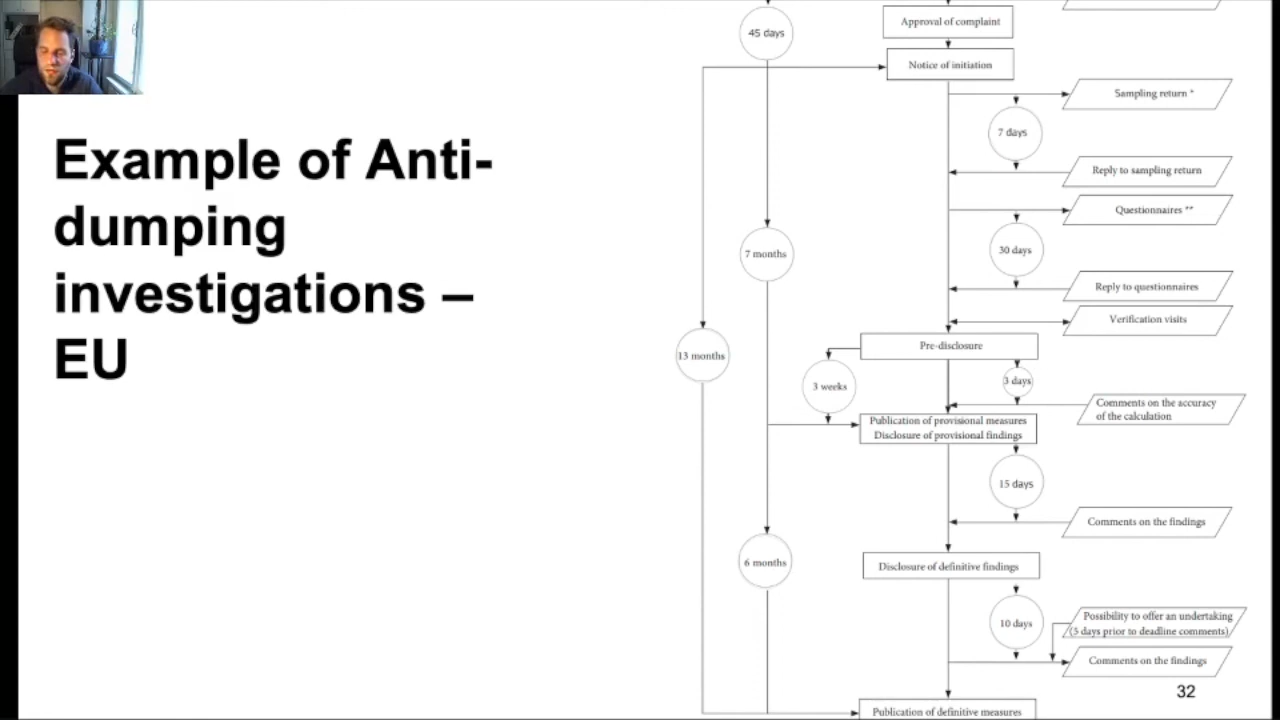 Example of Anti-
dumping
investigations –
EU
45 days
Approval of complaint
Notice of initiation
Sampling return *
7 days
Reply to sampling return
Questionnaires **
7 months
30 days
Reply to questionnaires
Verification visits
Pre-disclosure
13 months
3 weeks
3 days
Comments on the accuracy
of the calculation
Publication of provisional measures
Disclosure of provisional findings
15 days
Comments on the findings
6 months
Disclosure of definitive findings
10 days
Possibility to offer an undertaking
(5 days prior to deadline comments)
Comments on the findings
32
Publication of definitive measures